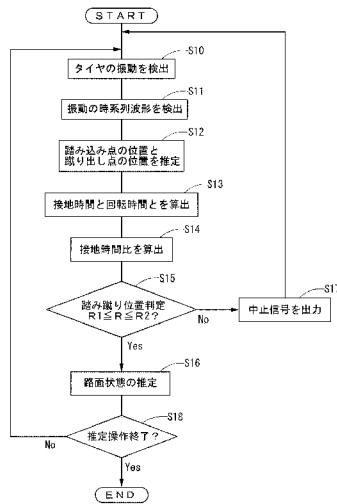 START
S10
タイヤの振動を検出
S11
振動の時系列波形を検出
S12
踏み込み点の位置と
蹴り出し点の位置を推定
S13
接地時間と回転時間とを算出
S14
接地時間比を算出
S15
踏み蹴り位置判定
R1≦R≦R2?
No
S17
中止信号を出力
Yes
S16
路面状態の推定
S18
推定操作終了?
No
Yes
END